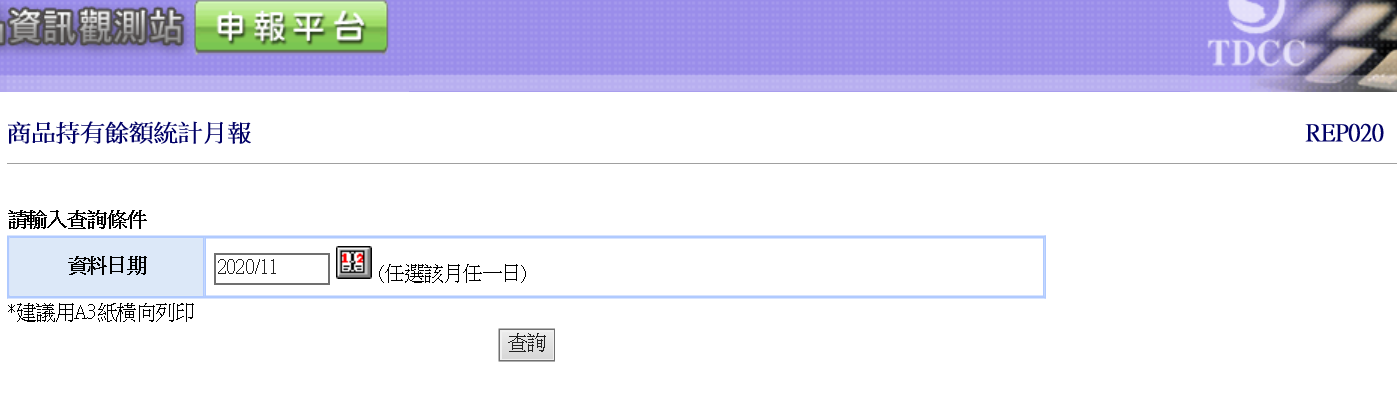 資訊觀測站 申報平台
TDCC
商品持有餘額統計月報 REP020
請輸入查詢條件
資料日期 2020/11 (任選該月任一日)
*建議用A3紙橫向列印
查詢